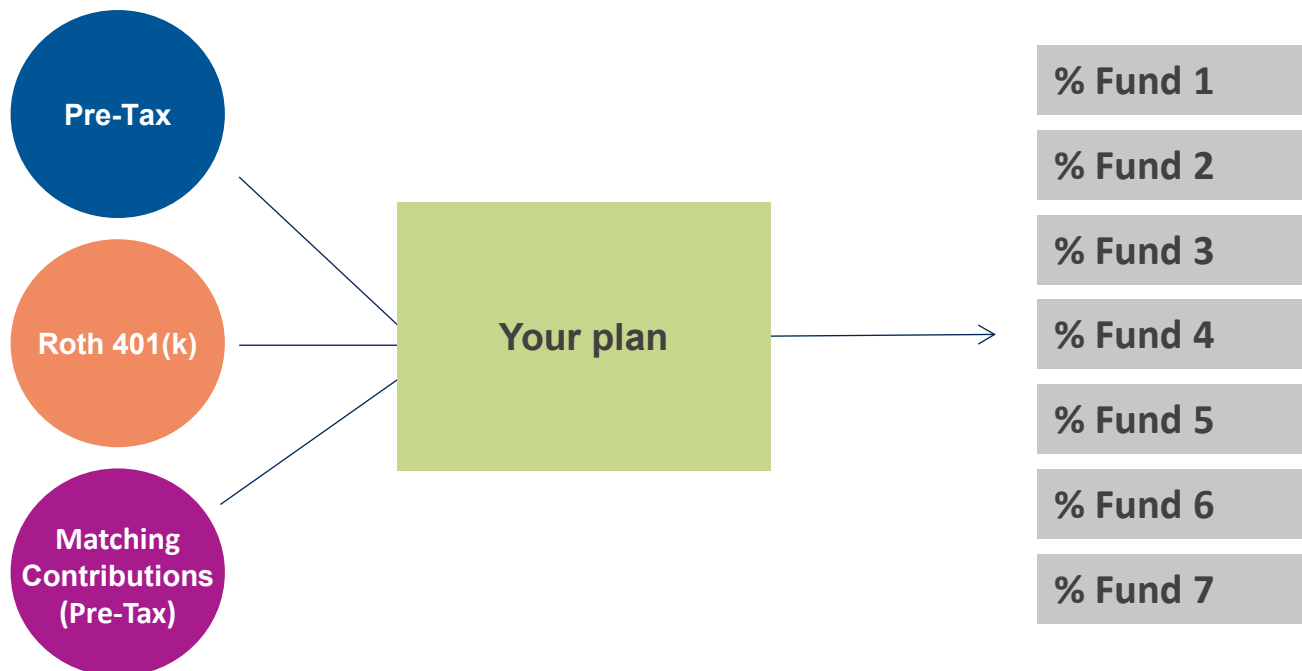 Pre-Tax
Roth 401(k)
Matching
Contributions
(Pre-Tax)
Your plan
% Fund 1
% Fund 2
% Fund 3
% Fund 4
% Fund 5
% Fund 6
% Fund 7